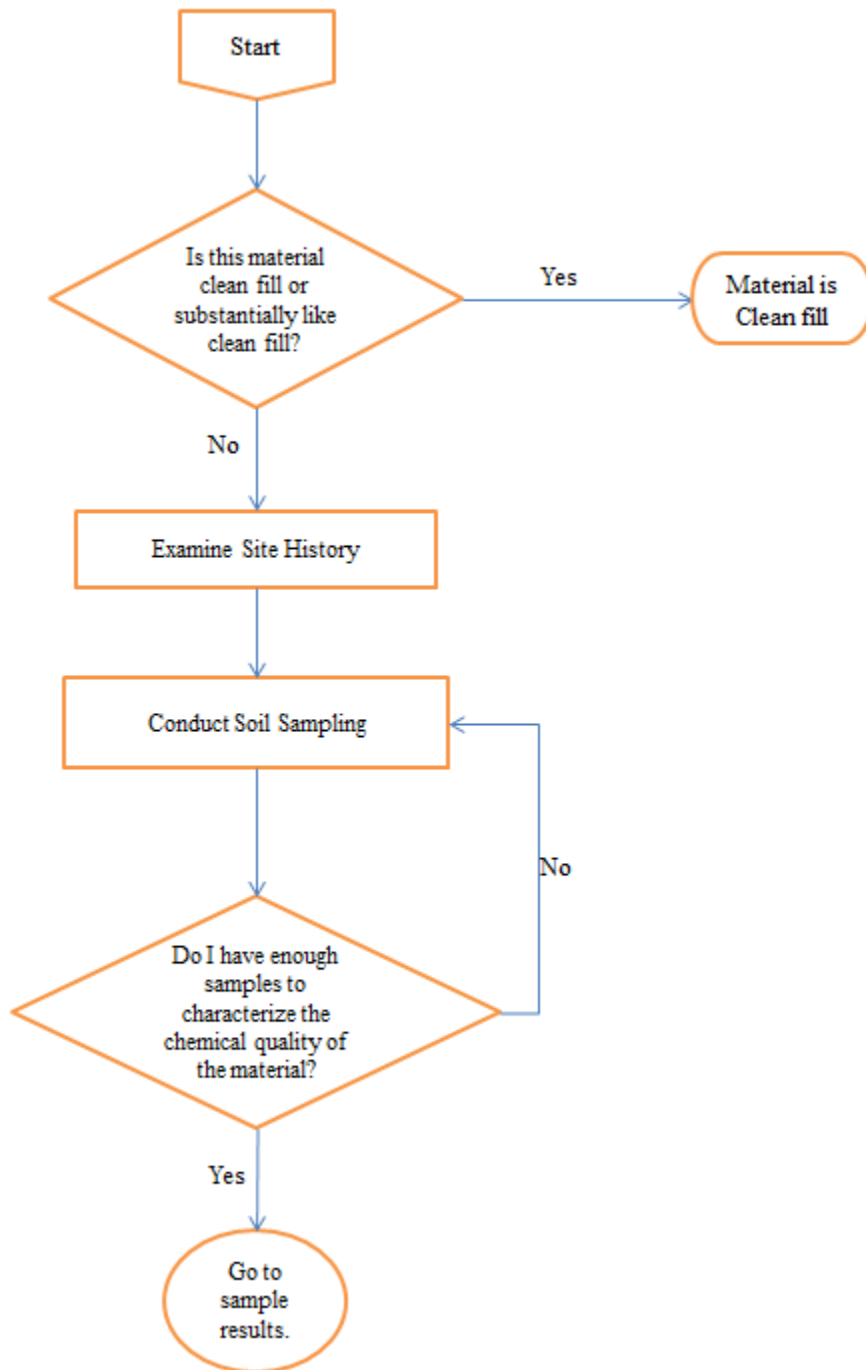 Start
Is this material
clean fill or
substantially like
clean fill?
Yes
Material is
Clean fill
No
Examine Site History
Conduct Soil Sampling
No
Do I have enough
samples to
characterize the
chemical quality of
the material?
Yes
Go to
sample
results.